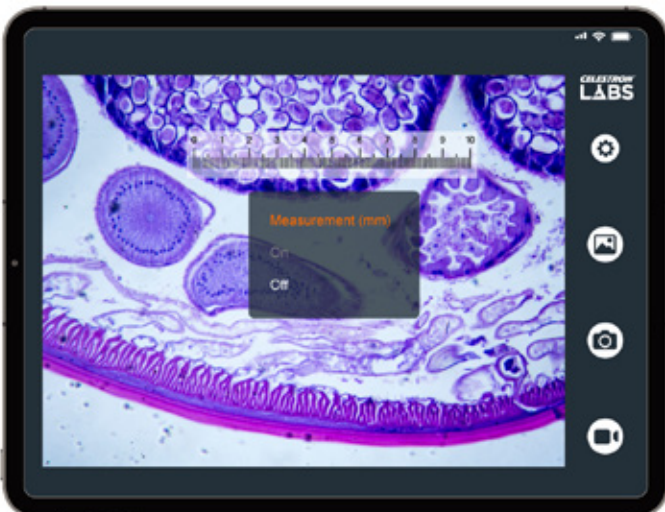 CELESTRON
LABS
0 1 2 3 4 5 6 7 8 9 10
Measurement (mm)
On
Off